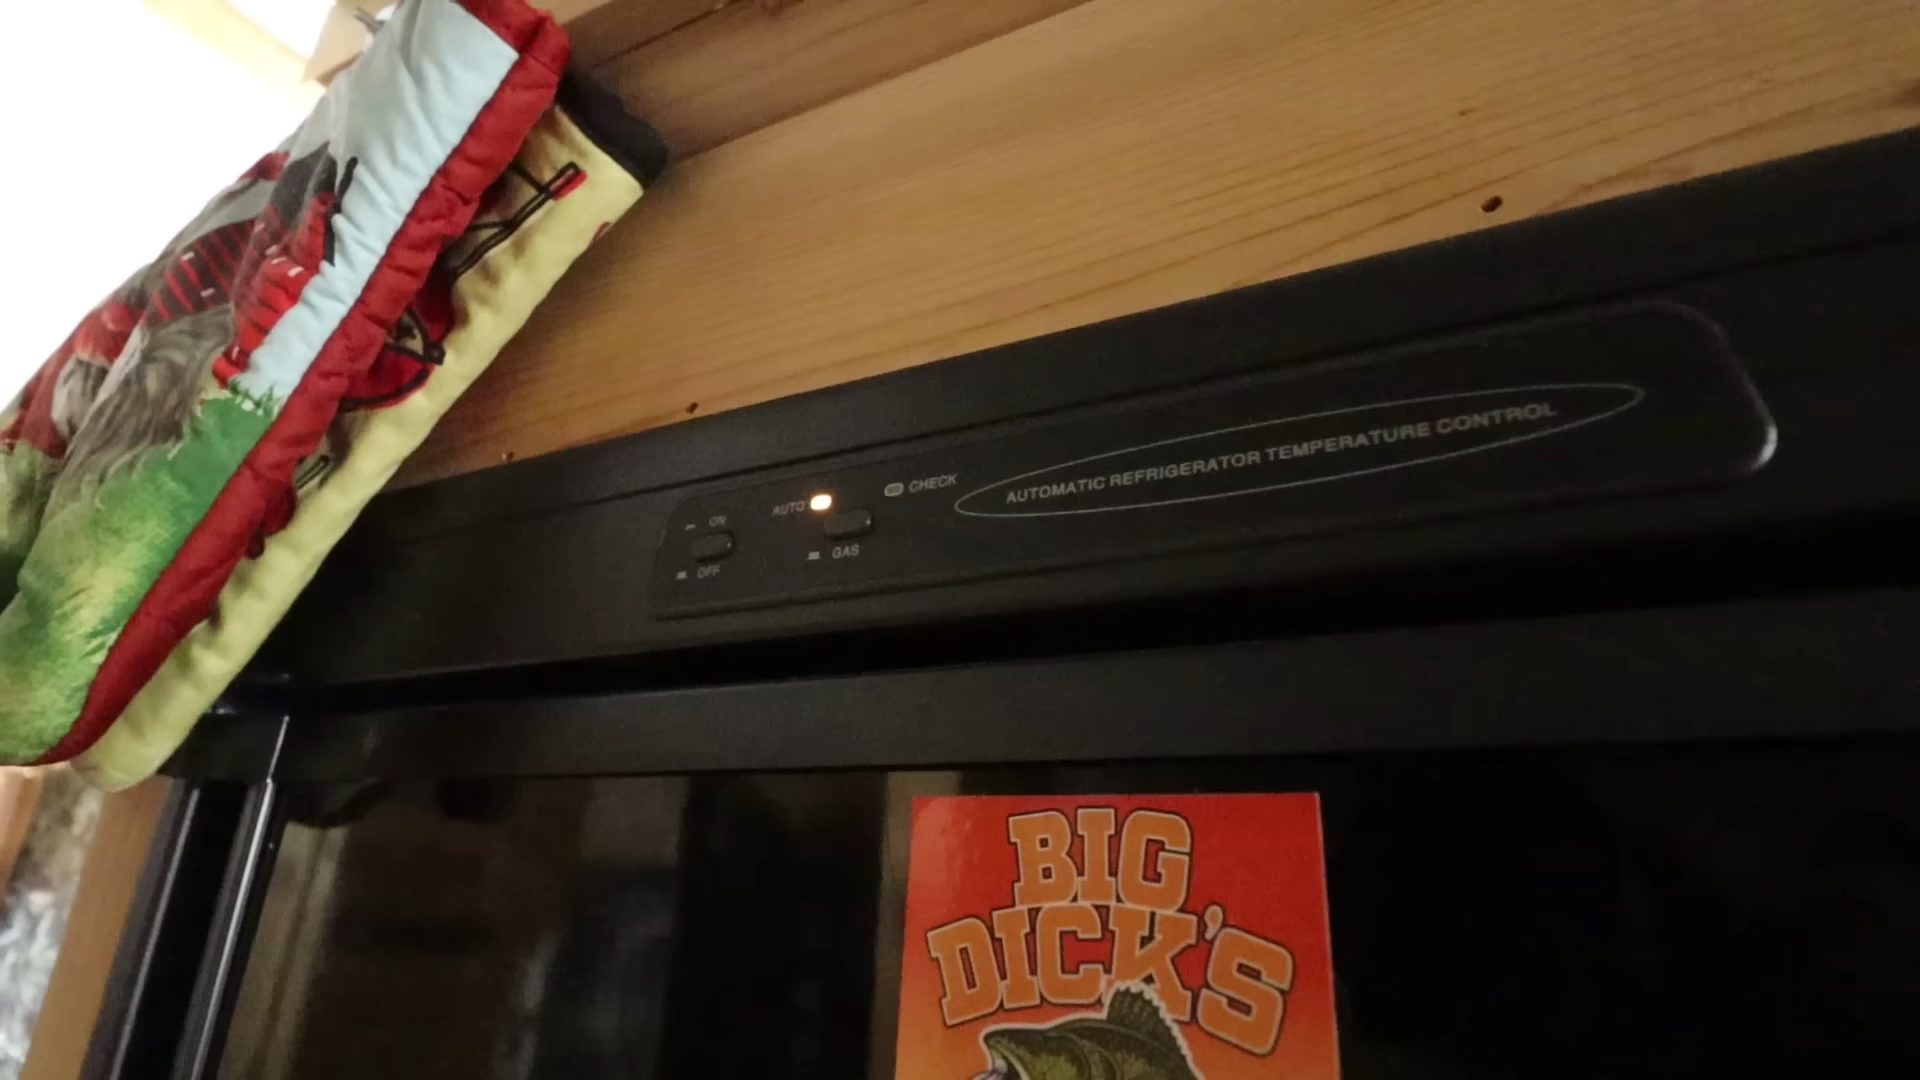 ON
OFF
AUTO
GAS
CHECK
AUTOMATIC REFRIGERATOR TEMPERATURE CONTROL
BIG
DICK'S